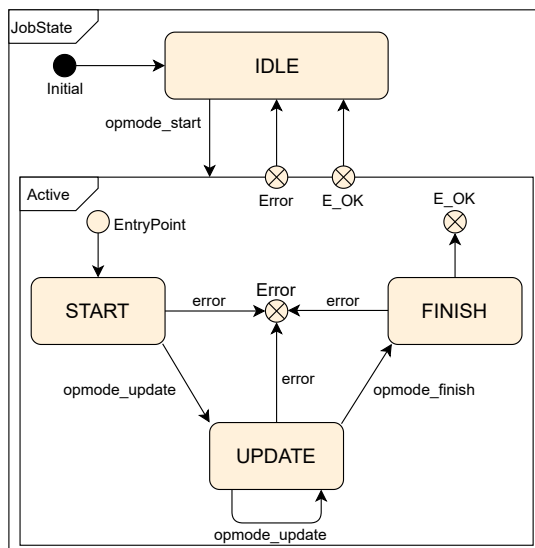 JobState
IDLE
Initial
opmode_start
Error
E_OK
Active
EntryPoint
E_OK
START
error
Error
error
FINISH
opmode_update
error
opmode_finish
UPDATE
opmode_update